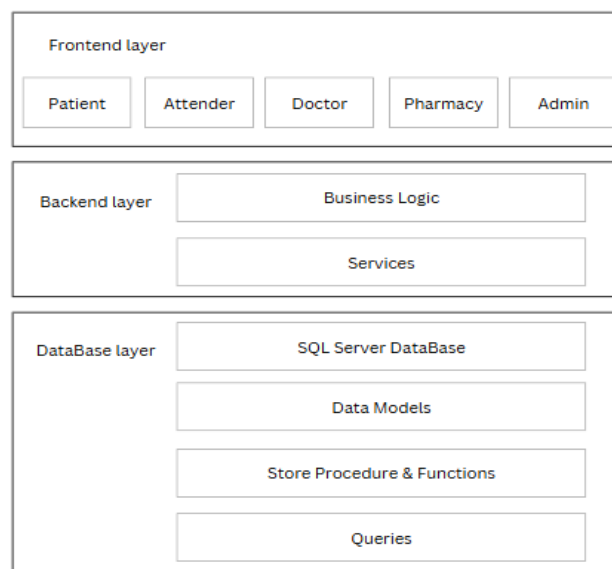 Frontend layer
Patient Attender Doctor Pharmacy Admin
Backend layer
Business Logic
Services
DataBase layer
SQL Server DataBase
Data Models
Store Procedure & Functions
Queries